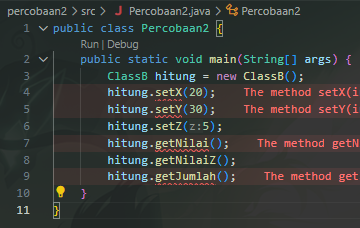 percobaan2 > src > J Percobaan2.java > Percobaan2
1 public class Percobaan2 {
Run | Debug
2 public static void main(String[] args) {
3 ClassB hitung = new ClassB();
4 hitung.setX(20); The method setX(i
5 hitung.setY(30); The method setY(i
6 hitung.setZ(z:5);
7 hitung.getNilai(); The method getN
8 hitung.getNilaiZ();
9 hitung.getJumlah(); The method get
10 }
11 }